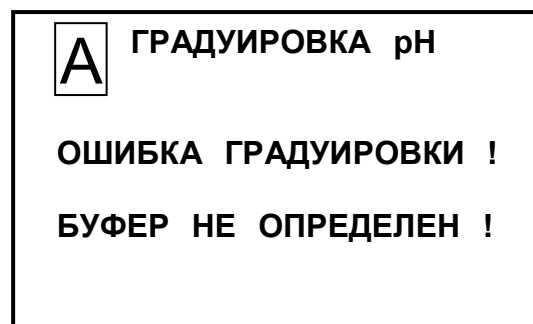 А ГРАДУИРОВКА pH
ОШИБКА ГРАДУИРОВКИ !
БУФЕР НЕ ОПРЕДЕЛЕН !